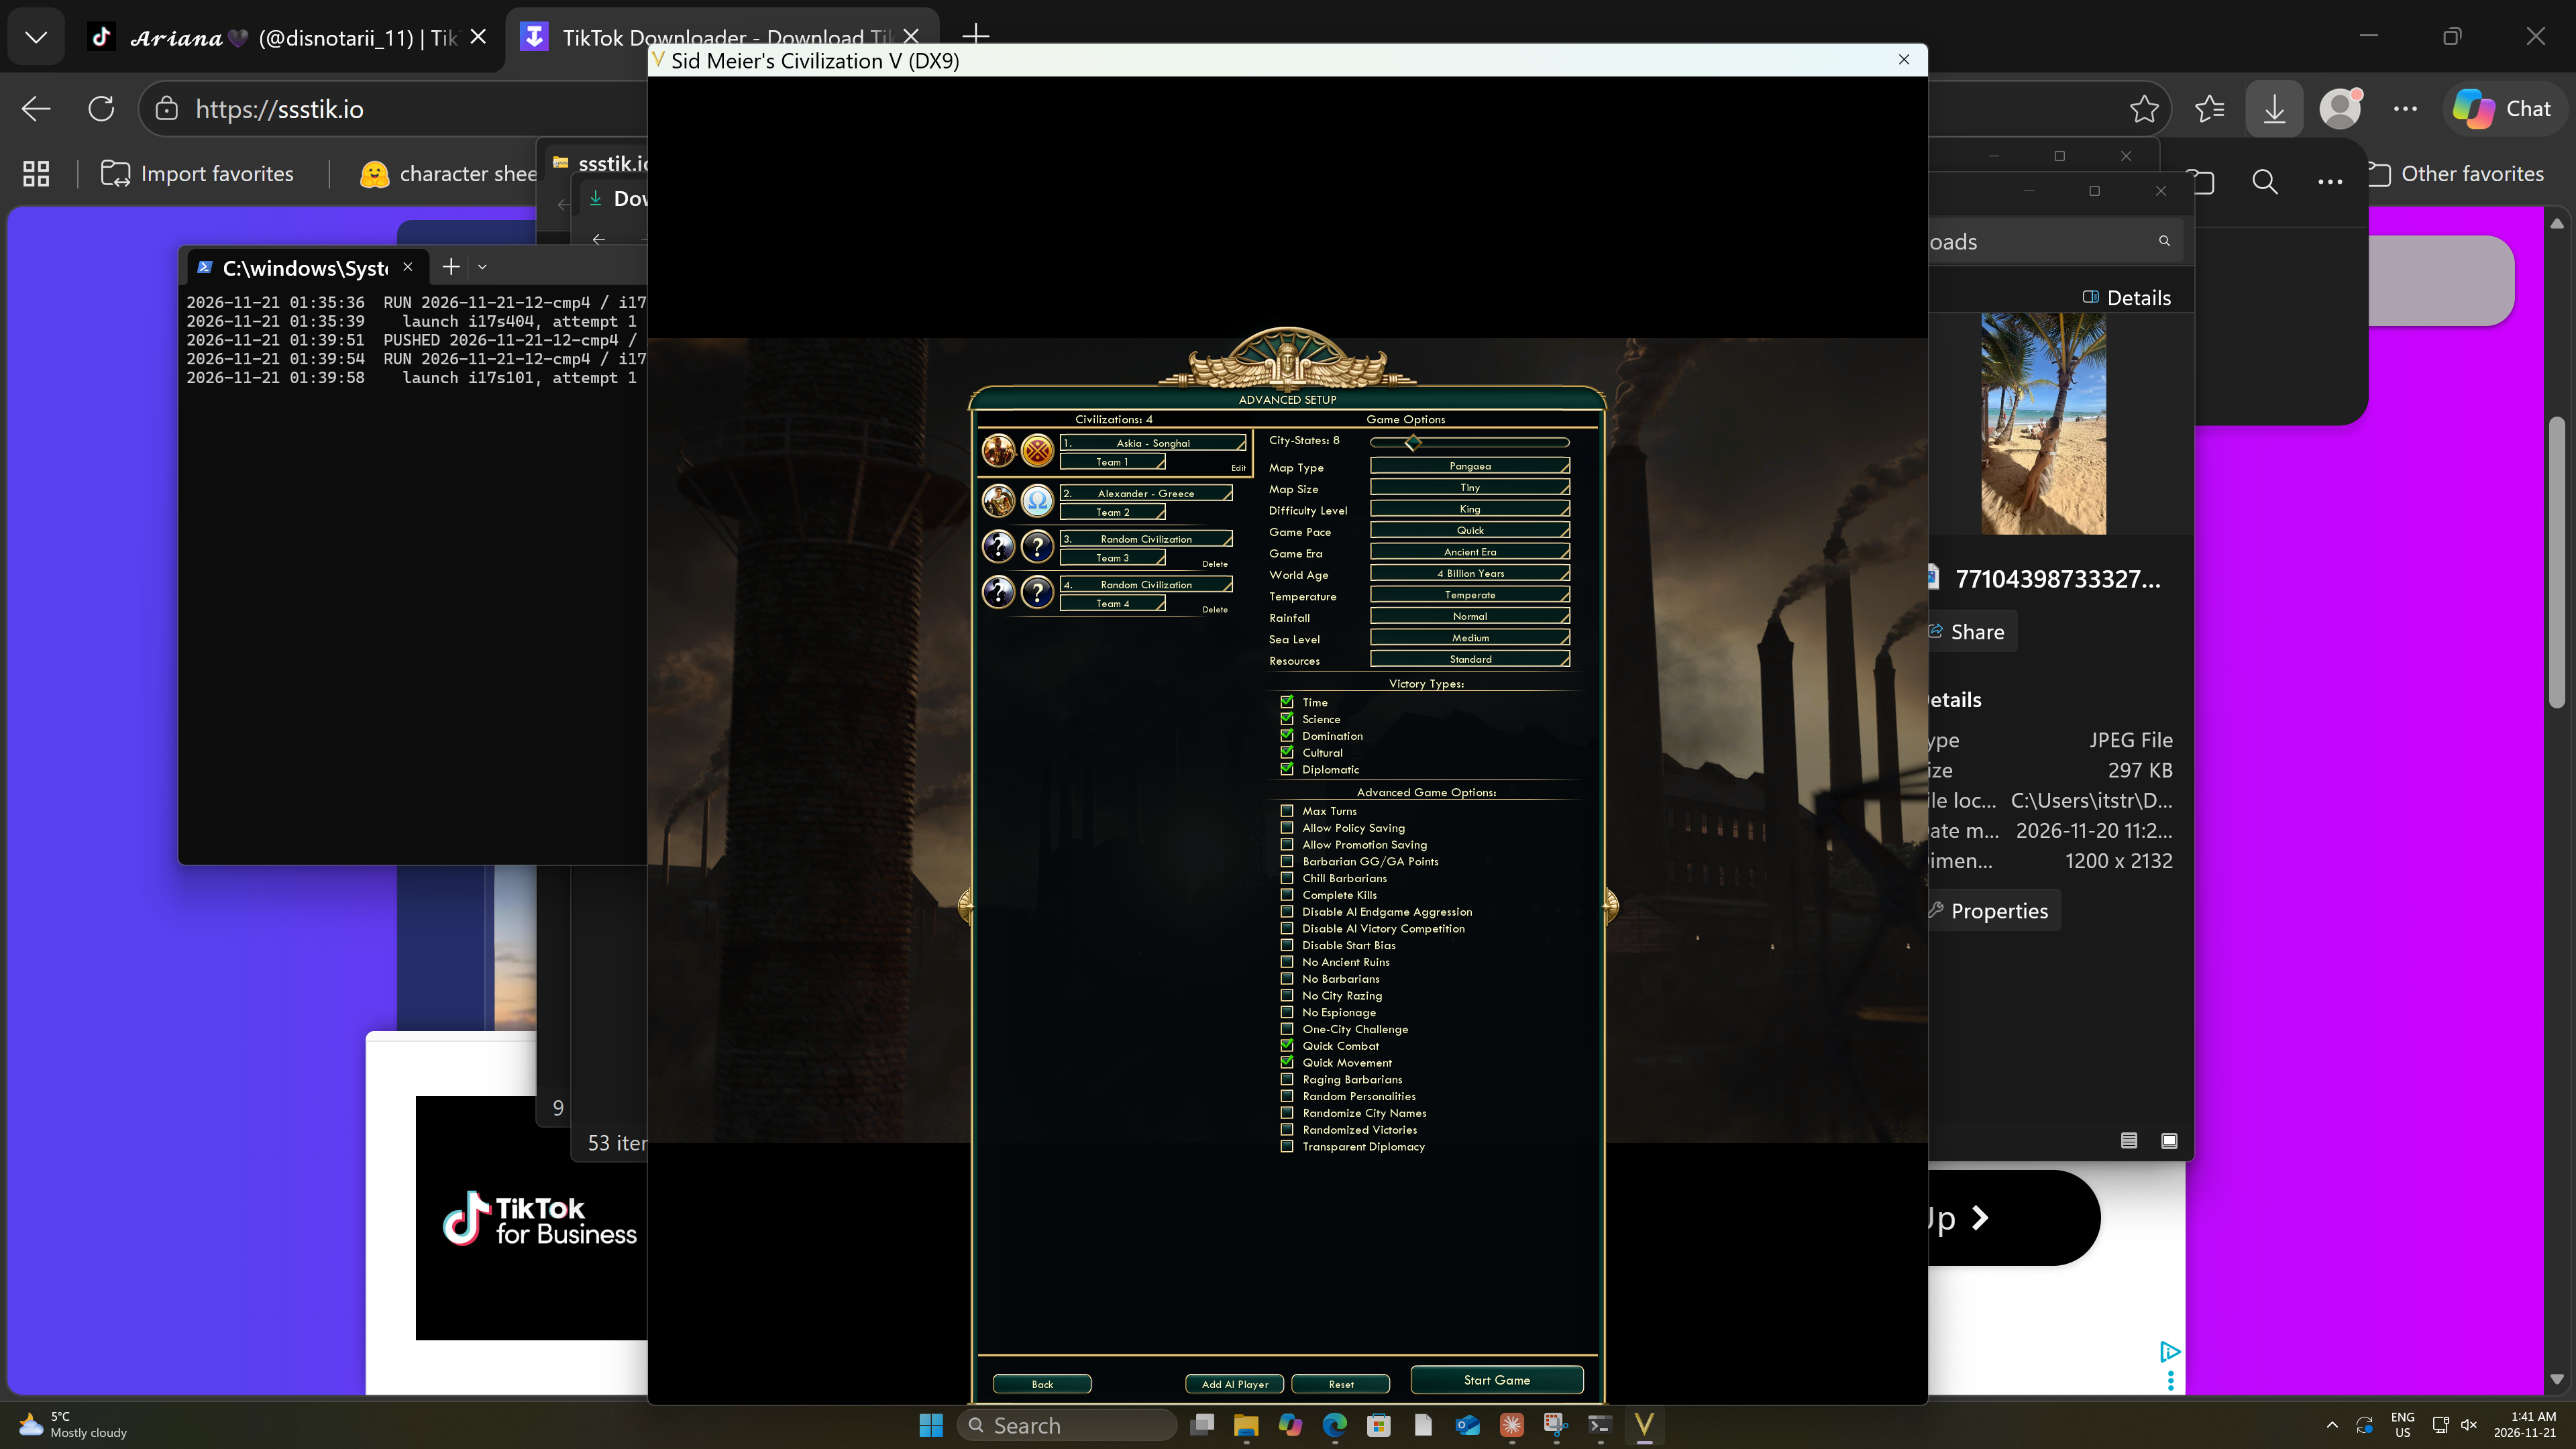 𝓐𝓻𝓲𝓪𝓷𝓪🖤 (@disnotarii_11) | Tik
TikTok Downloader - Download Tik
https://ssstik.io
Chat
Import favorites
character shee
Other favorites
ssstik.io
Dow
oads
Details
C:\windows\Syst
2026-11-21 01:35:36 RUN 2026-11-21-12-cmp4 / i17
2026-11-21 01:35:39 launch i17s404, attempt 1
2026-11-21 01:39:51 PUSHED 2026-11-21-12-cmp4 /
2026-11-21 01:39:54 RUN 2026-11-21-12-cmp4 / i17
2026-11-21 01:39:58 launch i17s101, attempt 1
Sid Meier's Civilization V (DX9)
ADVANCED SETUP
Civilizations: 4
1. Askia - Songhai
Team 1
Edit
2. Alexander - Greece
Team 2
3. Random Civilization
Team 3
Delete
4. Random Civilization
Team 4
Delete
Game Options
City-States: 8
Map Type Pangaea
Map Size Tiny
Difficulty Level King
Game Pace Quick
Game Era Ancient Era
World Age 4 Billion Years
Temperature Temperate
Rainfall Normal
Sea Level Medium
Resources Standard
Victory Types:
Time
Science
Domination
Cultural
Diplomatic
Advanced Game Options:
Max Turns
Allow Policy Saving
Allow Promotion Saving
Barbarian GG/GA Points
Chill Barbarians
Complete Kills
Disable AI Endgame Aggression
Disable AI Victory Competition
Disable Start Bias
No Ancient Ruins
No Barbarians
No City Razing
No Espionage
One-City Challenge
Quick Combat
Quick Movement
Raging Barbarians
Random Personalities
Randomize City Names
Randomized Victories
Transparent Diplomacy
Back
Add AI Player
Reset
Start Game
77104398733327...
Share
etails
ype JPEG File
ize 297 KB
ile loc... C:\Users\itstr\D...
ate m... 2026-11-20 11:2...
imen... 1200 x 2132
Properties
9
53 iter
TikTok
for Business
Up
5°C
Mostly cloudy
Search
ENG
US
1:41 AM
2026-11-21